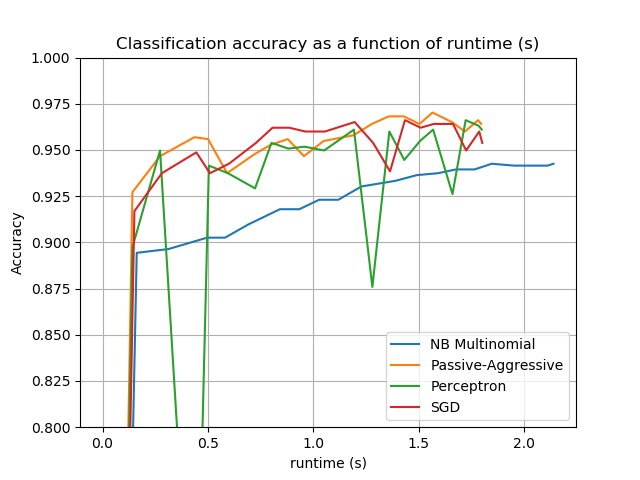 Classification accuracy as a function of runtime (s)
1.000
0.975
0.950
0.925
0.900
0.875
0.850
0.825
0.800
Accuracy
NB Multinomial
Passive-Aggressive
Perceptron
SGD
0.0 0.5 1.0 1.5 2.0
runtime (s)